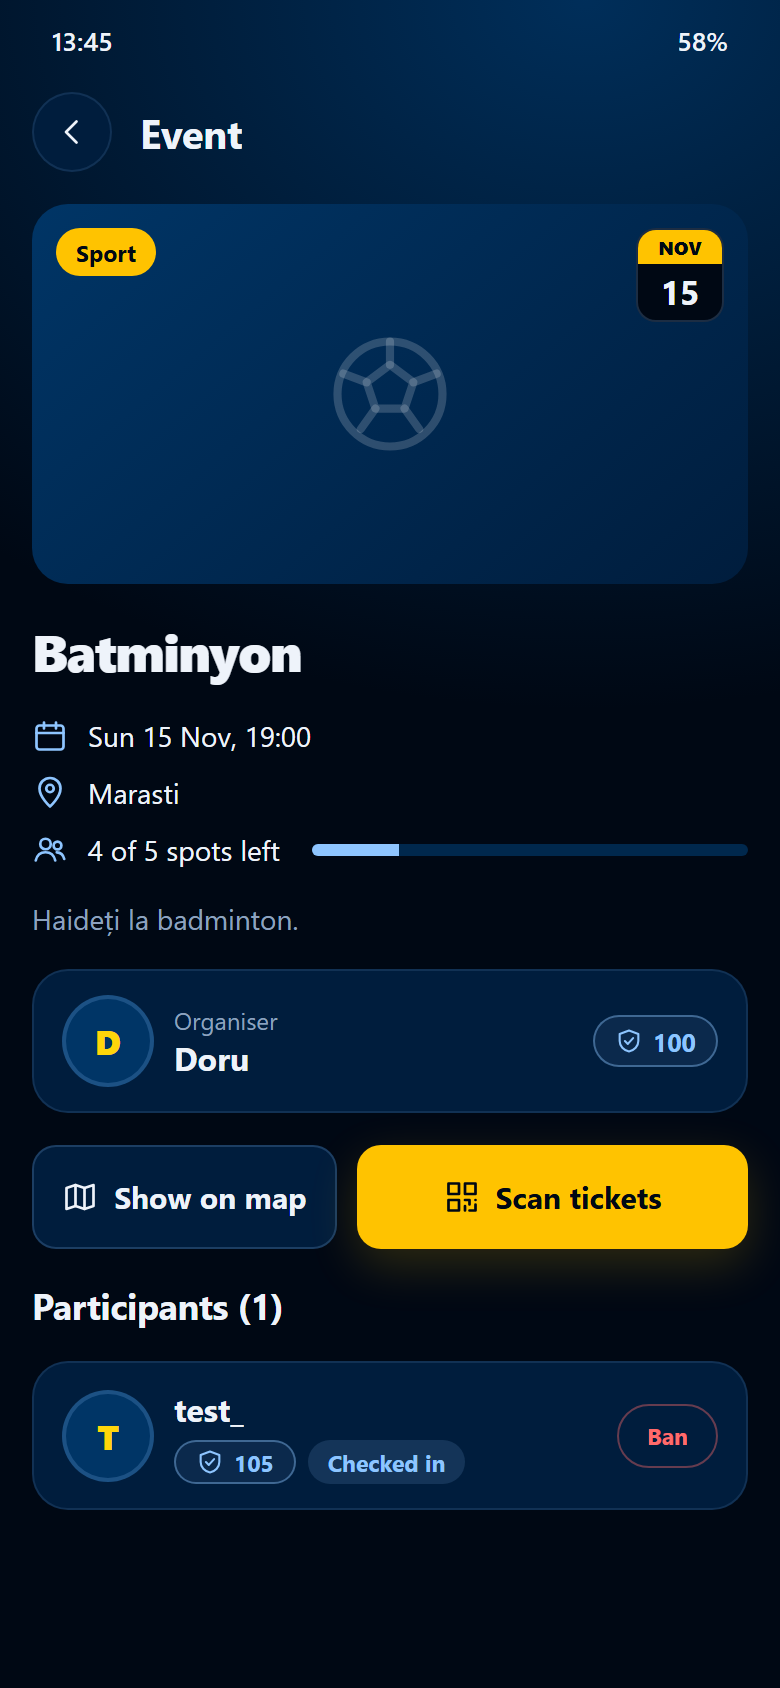 13:45
58%
Event
Sport
NOV
15
Batminyon
Sun 15 Nov, 19:00
Marasti
4 of 5 spots left
Haideți la badminton.
D
Organiser
Doru
100
Show on map
Scan tickets
Participants (1)
T
test_
105
Checked in
Ban